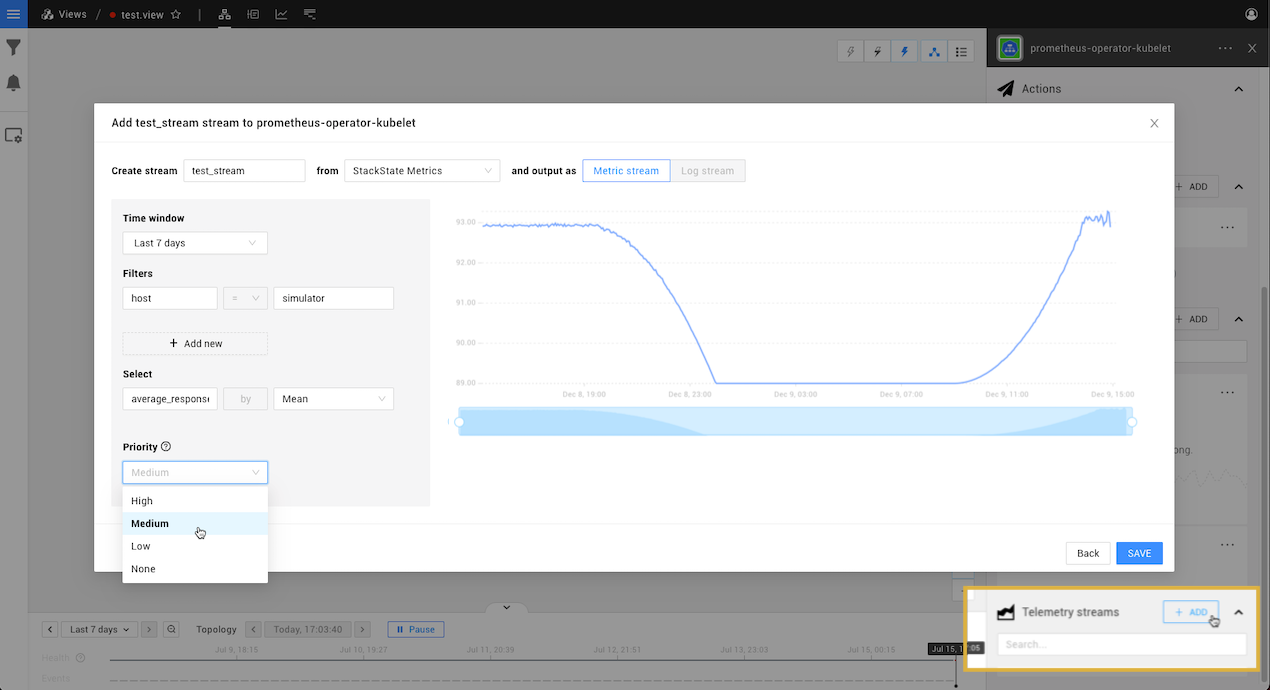 Views / test.view
prometheus-operator-kubelet
Actions
Add test_stream stream to prometheus-operator-kubelet
Create stream test_stream from StackState Metrics and output as Metric stream Log stream
+ ADD
Time window
Last 7 days
Filters
host = simulator
+ Add new
Select
average_response by Mean
Priority ?
Medium
High
Medium
Low
None
93.00
92.00
91.00
90.00
89.00
Dec 8, 19:00 Dec 8, 23:00 Dec 9, 03:00 Dec 9, 07:00 Dec 9, 11:00 Dec 9, 15:00
+ ADD
ong.
Back SAVE
Telemetry streams + ADD
Search...
Last 7 days Topology Today, 17:03:40 Pause
Jul 9, 18:15 Jul 10, 19:27 Jul 11, 20:39 Jul 12, 21:51 Jul 13, 23:03 Jul 15, 00:15 Jul 15, 1 :05
Health ?
Events